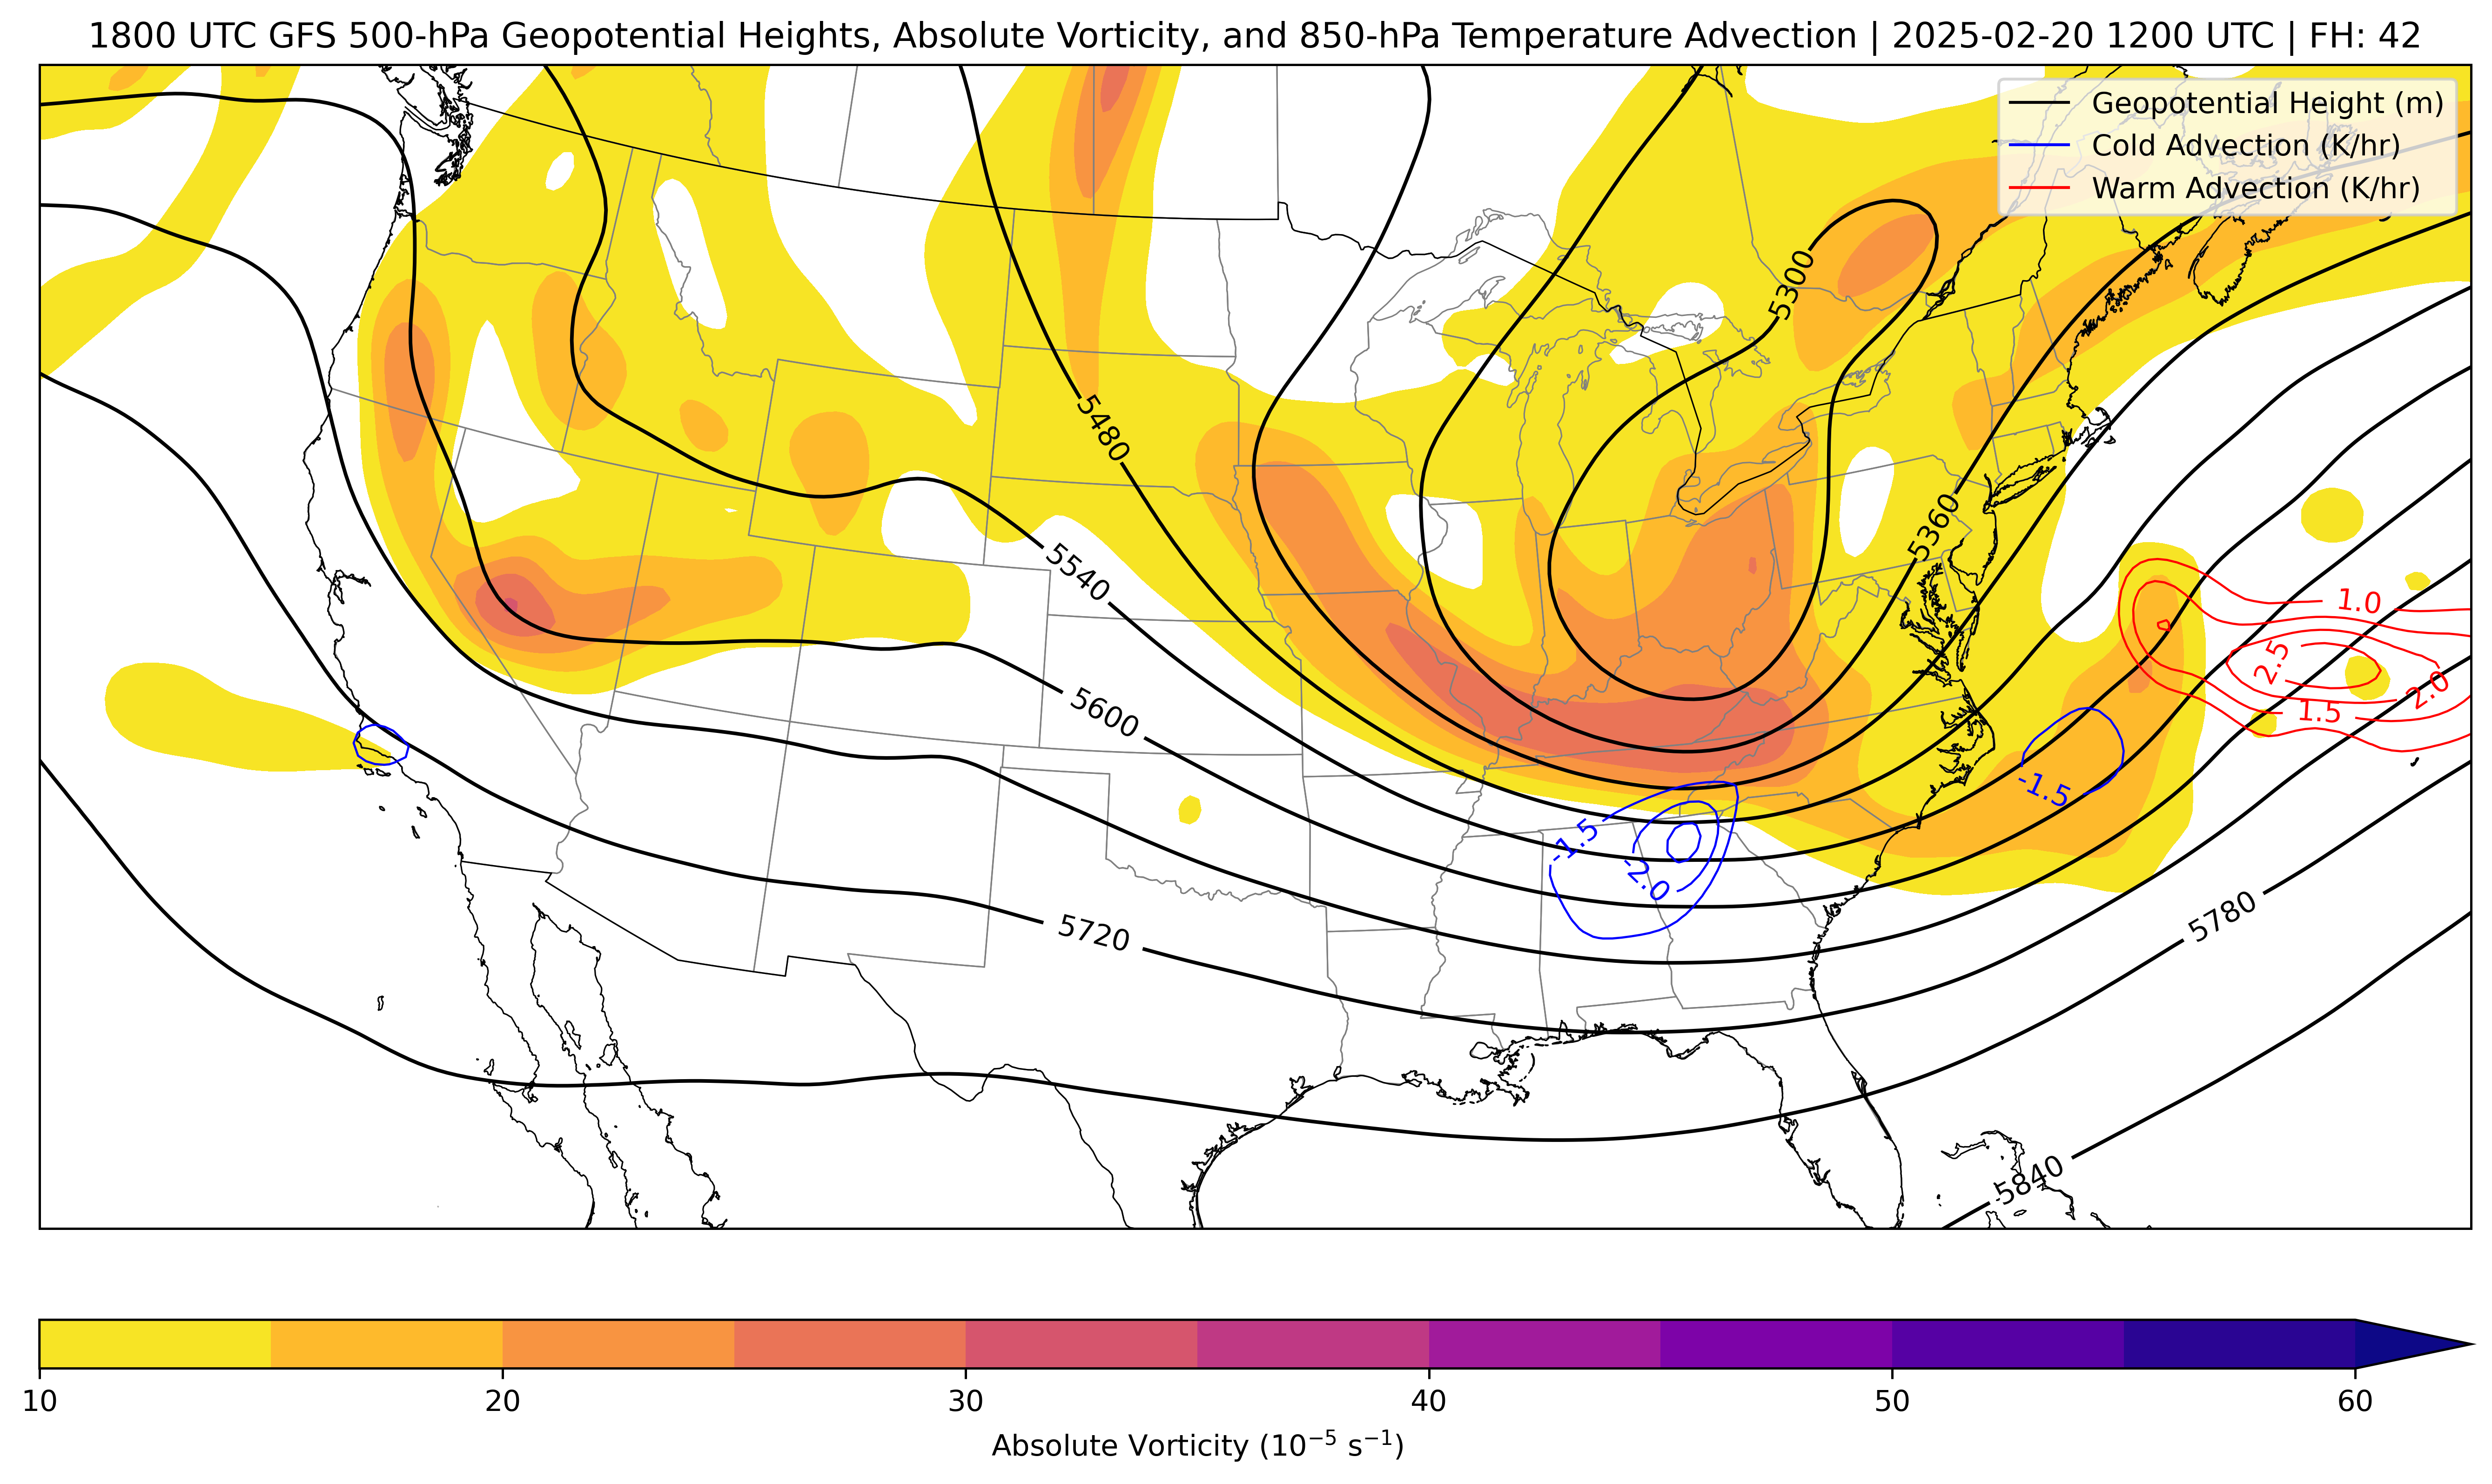 1800 UTC GFS 500-hPa Geopotential Heights, Absolute Vorticity, and 850-hPa Temperature Advection | 2025-02-20 1200 UTC | FH: 42
Geopotential Height (m)
Cold Advection (K/hr)
Warm Advection (K/hr)
5300
5480
5360
5540
1.0
2.5
2.0
1.5
5600
-1.5
-1.5
-2.0
5720
5780
5840
10 20 30 40 50 60
Absolute Vorticity (10⁻⁵ s⁻¹)